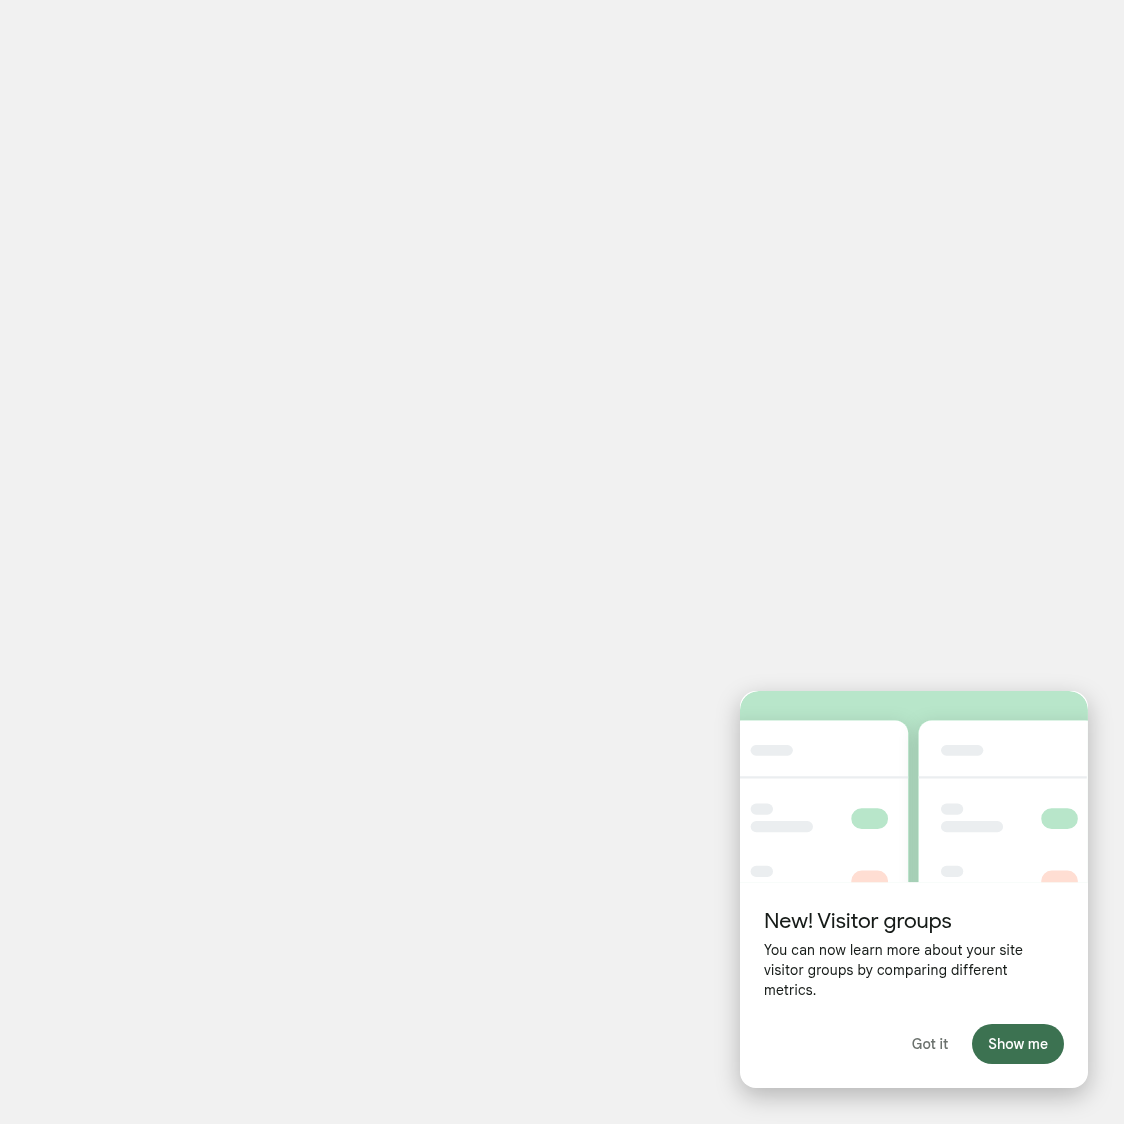 New! Visitor groups
You can now learn more about your site
visitor groups by comparing different
metrics.
Got it
Show me